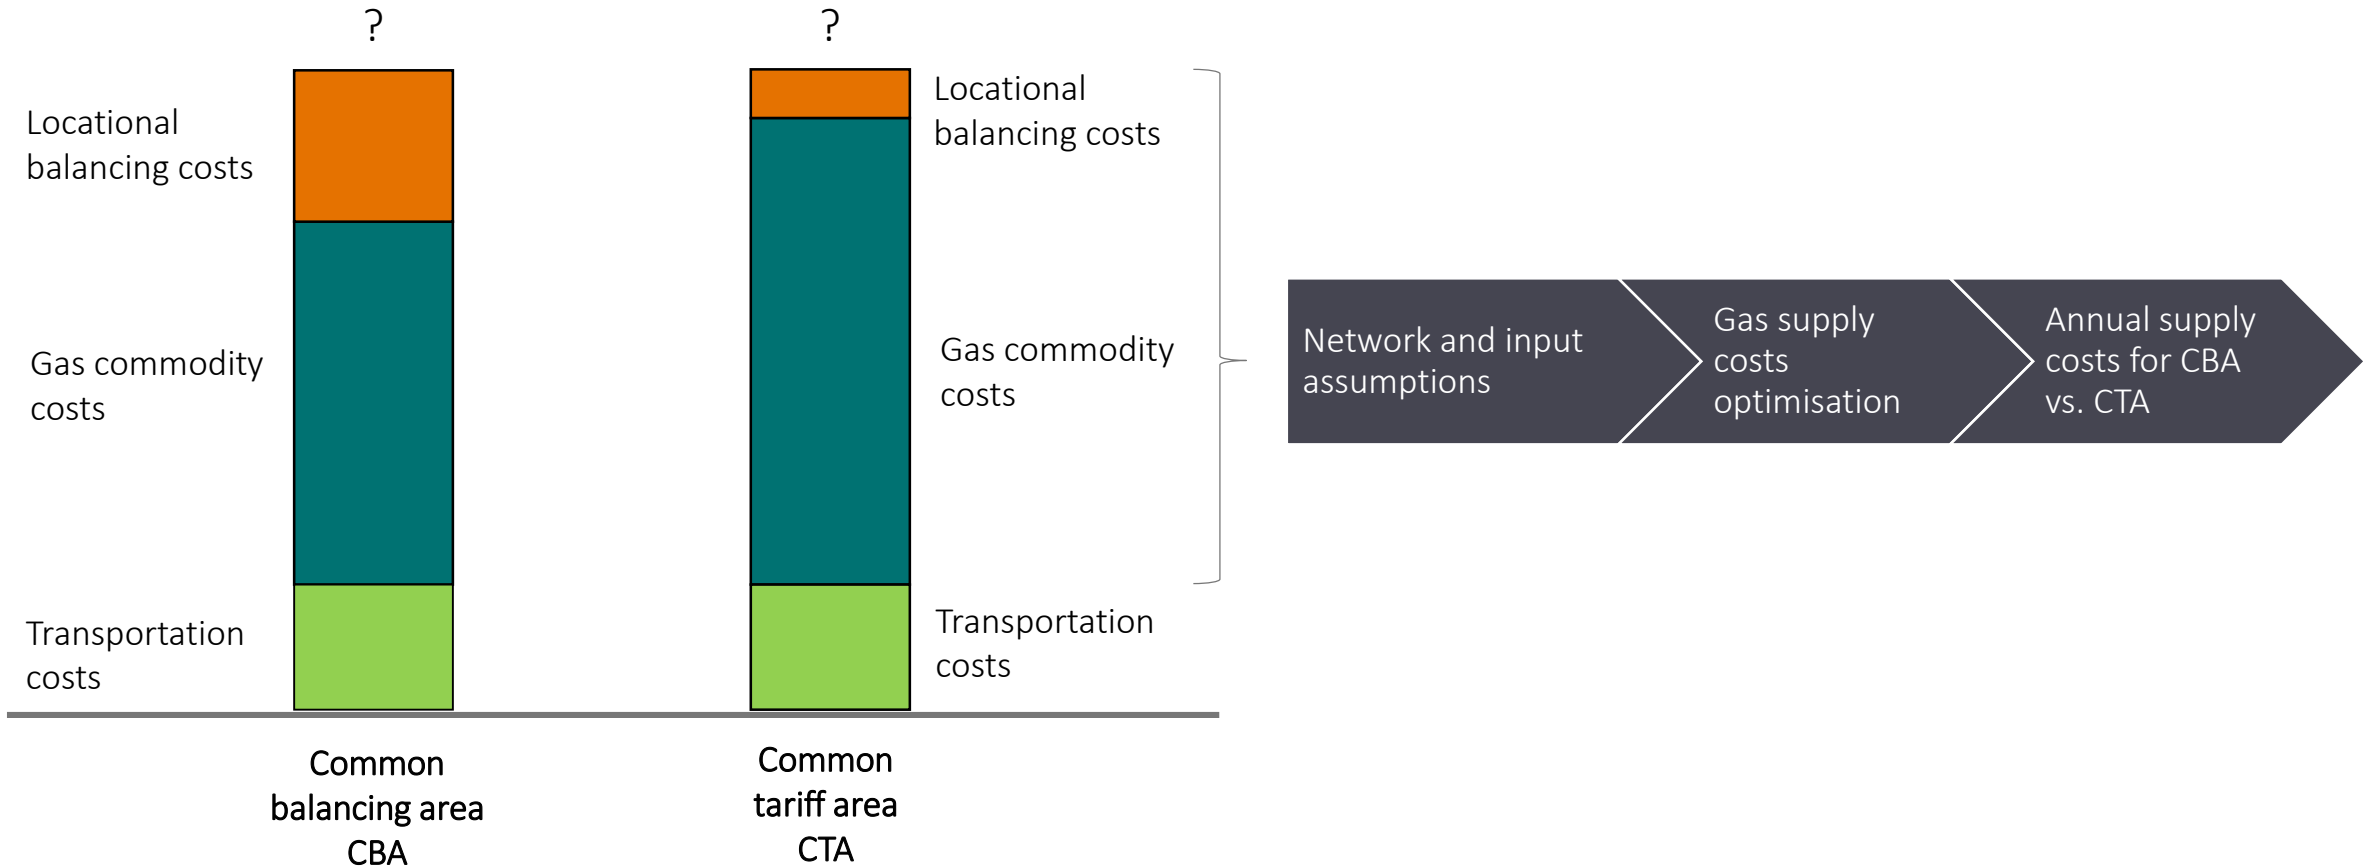 ?
Locational
balancing costs
Gas commodity
costs
Transportation
costs
Common
balancing area
CBA
?
Locational
balancing costs
Gas commodity
costs
Transportation
costs
Common
tariff area
CTA
Network and input
assumptions
Gas supply
costs
optimisation
Annual supply
costs for CBA
vs. CTA